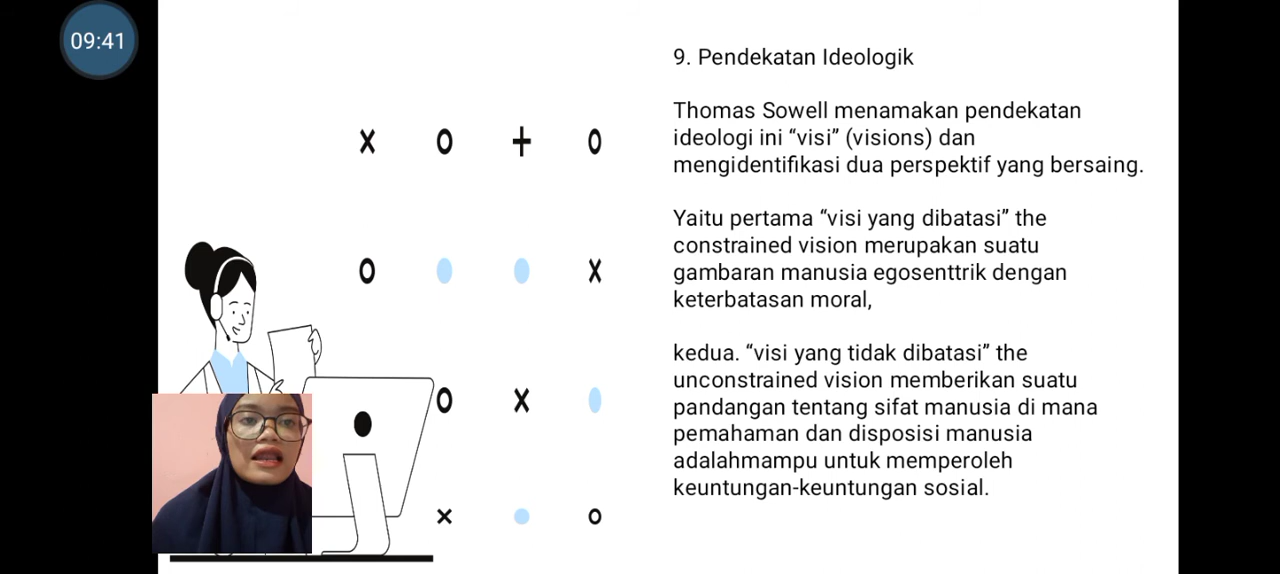 09:41
9. Pendekatan Ideologik
Thomas Sowell menamakan pendekatan
ideologi ini “visi” (visions) dan
mengidentifikasi dua perspektif yang bersaing.
Yaitu pertama “visi yang dibatasi” the
constrained vision merupakan suatu
gambaran manusia egosenttrik dengan
keterbatasan moral,
kedua. “visi yang tidak dibatasi” the
unconstrained vision memberikan suatu
pandangan tentang sifat manusia di mana
pemahaman dan disposisi manusia
adalahmampu untuk memperoleh
keuntungan-keuntungan sosial.